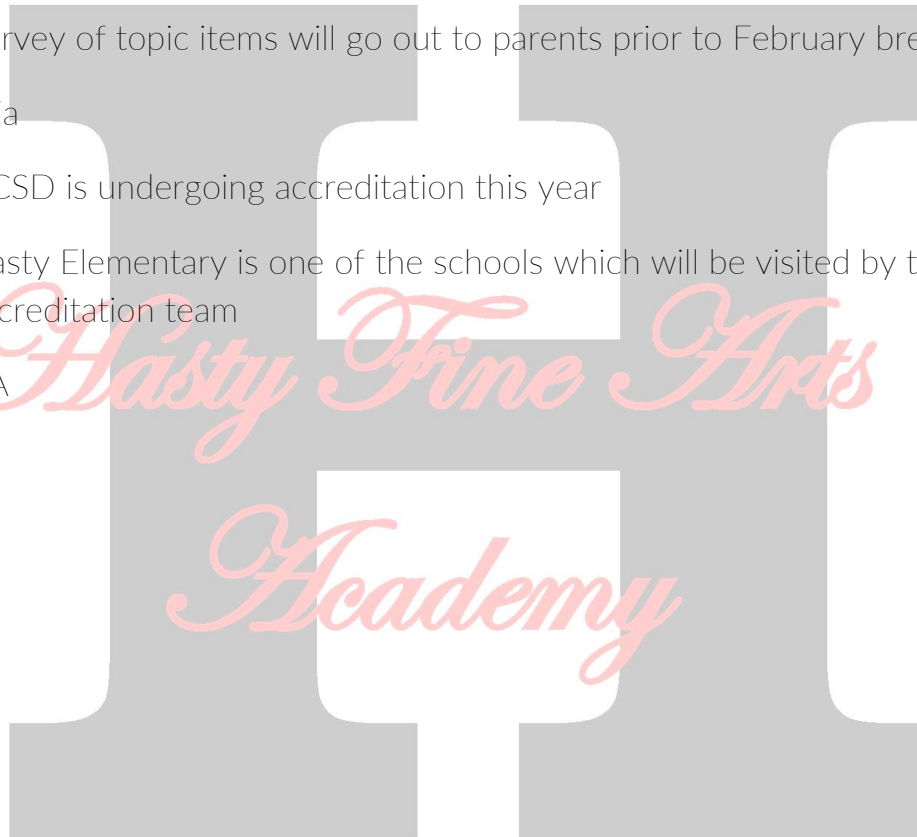 rvey of topic items will go out to parents prior to February bre
a
CSD is undergoing accreditation this year
asty Elementary is one of the schools which will be visited by t
creditation team
Hasty Fine Arts
A
Academy